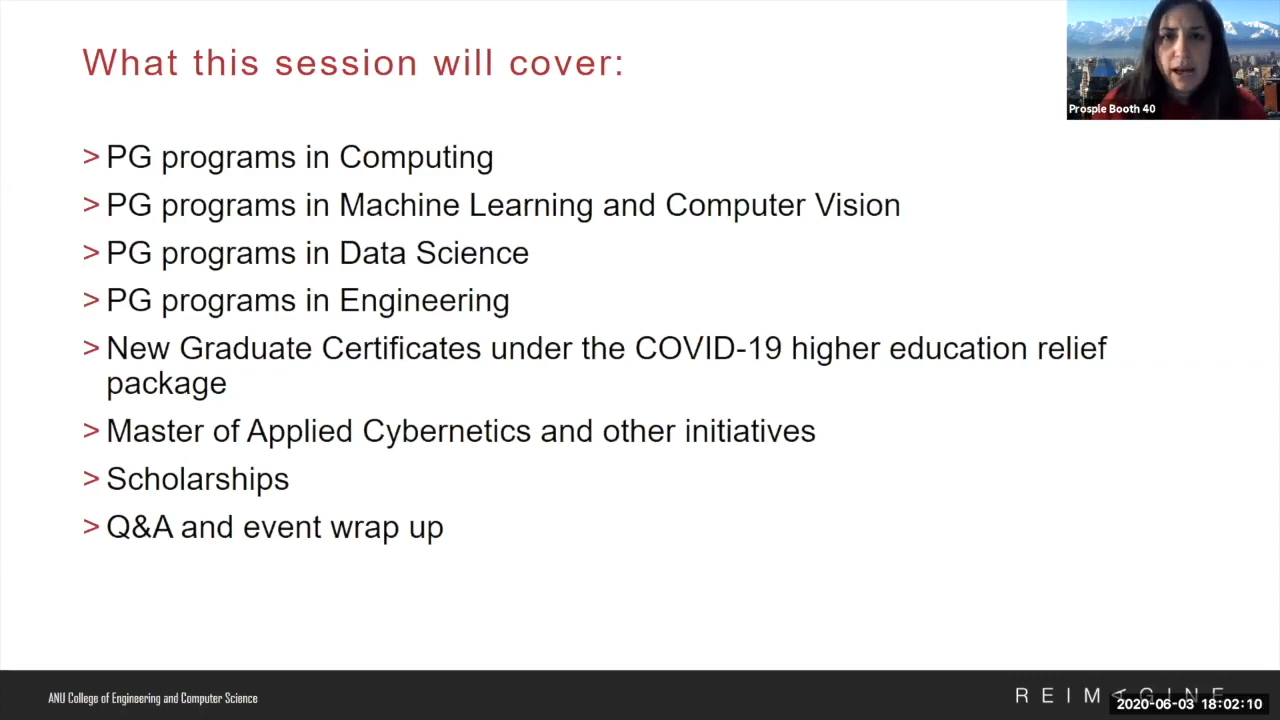 What this session will cover:
Prosple Booth 40
> PG programs in Computing
> PG programs in Machine Learning and Computer Vision
> PG programs in Data Science
> PG programs in Engineering
> New Graduate Certificates under the COVID-19 higher education relief
package
> Master of Applied Cybernetics and other initiatives
> Scholarships
> Q&A and event wrap up
ANU College of Engineering and Computer Science
REIMAGINE
2020-06-03 18:02:10